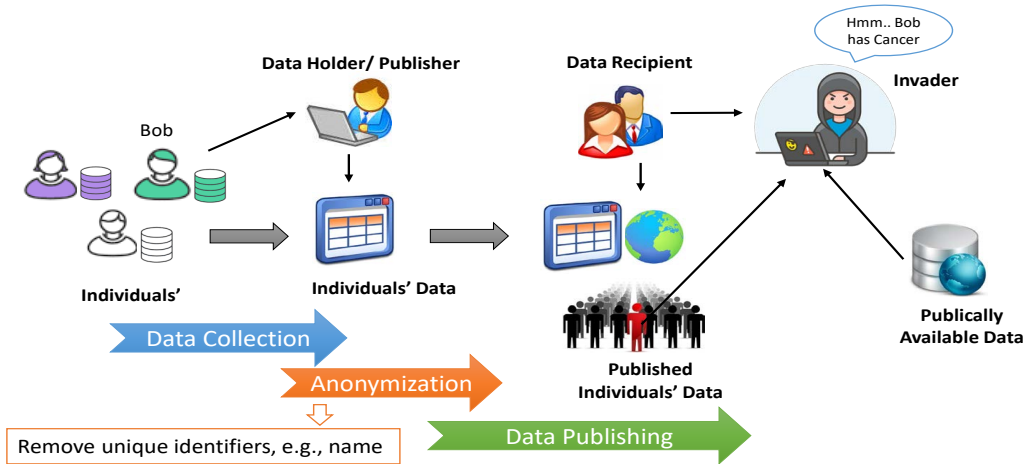 Hmm.. Bob
has Cancer
Data Holder/ Publisher
Data Recipient
Invader
Bob
Individuals'
Individuals' Data
Published
Individuals' Data
Publically
Available Data
Data Collection
Anonymization
Remove unique identifiers, e.g., name
Data Publishing